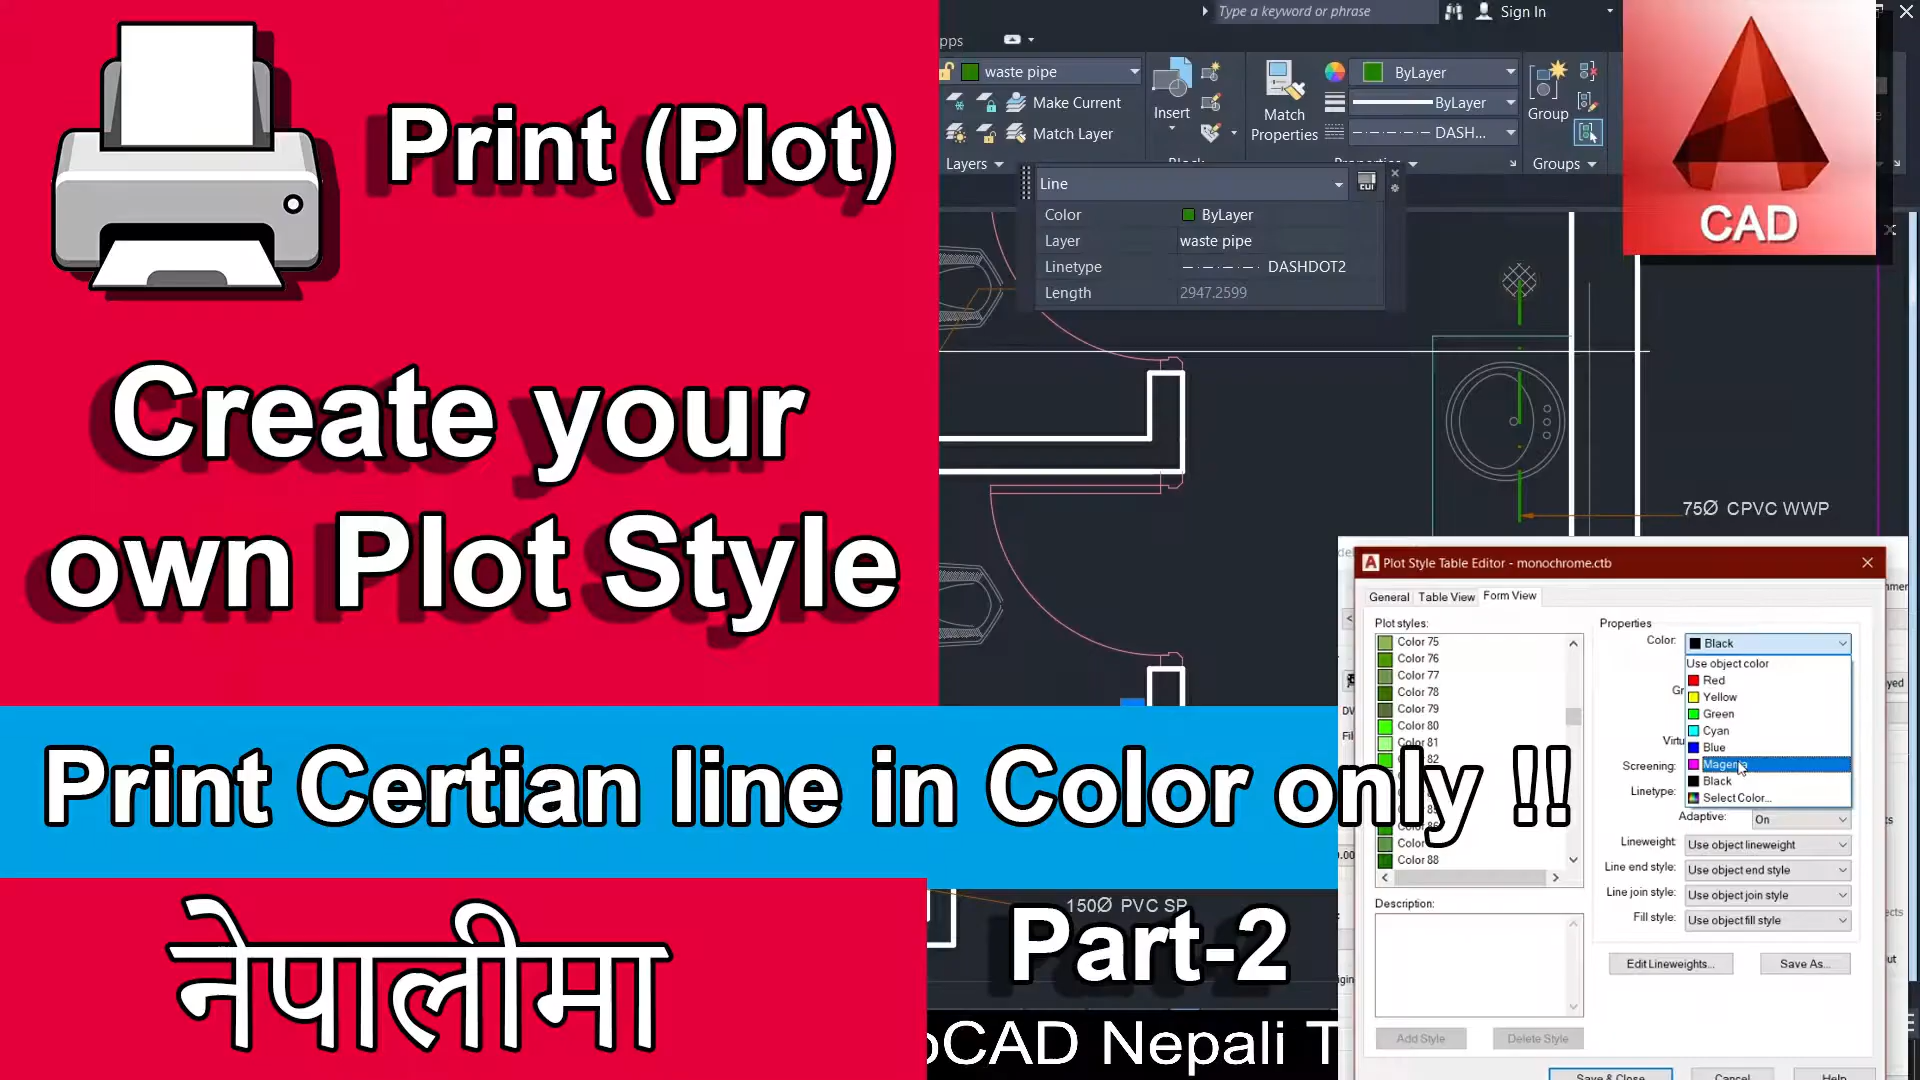 Print (Plot)
Create your
own Plot Style
Print Certian line in Color only !!
नेपालीमा
Part-2
CAD Nepali
CAD
Type a keyword or phrase
Sign In
waste pipe
Make Current
Match Layer
Layers
Insert
Match
Properties
ByLayer
ByLayer
DASH...
Properties
Group
Groups
Line
Color ByLayer
Layer waste pipe
Linetype DASHDOT2
Length 2947.2599
75Ø CPVC WWP
150Ø PVC SP
Plot Style Table Editor - monochrome.ctb
General Table View Form View
Plot styles:
Color 75
Color 76
Color 77
Color 78
Color 79
Color 80
Color 81
Color 88
Description:
Add Style Delete Style
Properties
Color: Black
Use object color
Red
Yellow
Green
Cyan
Blue
Magenta
Black
Select Color...
Screening:
Linetype:
Adaptive: On
Lineweight: Use object lineweight
Line end style: Use object end style
Line join style: Use object join style
Fill style: Use object fill style
Edit Lineweights... Save As...
Save & Close Cancel Help